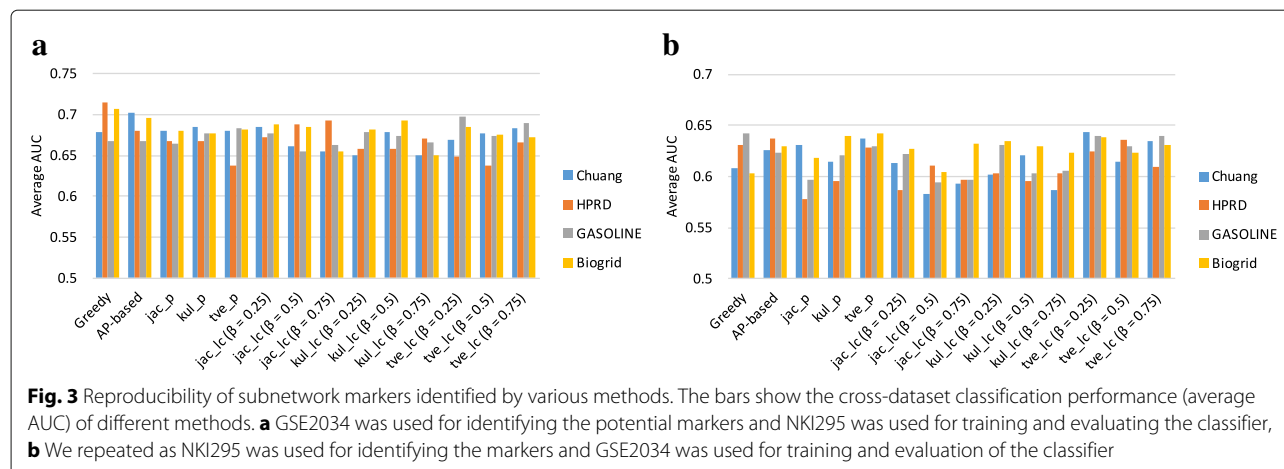 a
0.75
0.7
0.65
0.6
0.55
0.5
Average AUC
Greedy
AP-based
jac_p
kul_p
tve_p
jac_lc (β = 0.25)
jac_lc (β = 0.5)
jac_lc (β = 0.75)
kul_lc (β = 0.25)
kul_lc (β = 0.5)
kul_lc (β = 0.75)
tve_lc (β = 0.25)
tve_lc (β = 0.5)
tve_lc (β = 0.75)
Chuang
HPRD
GASOLINE
Biogrid
b
0.7
0.65
0.6
0.55
0.5
Average AUC
Greedy
AP-based
jac_p
kul_p
tve_p
jac_lc (β = 0.25)
jac_lc (β = 0.5)
jac_lc (β = 0.75)
kul_lc (β = 0.25)
kul_lc (β = 0.5)
kul_lc (β = 0.75)
tve_lc (β = 0.25)
tve_lc (β = 0.5)
tve_lc (β = 0.75)
Chuang
HPRD
GASOLINE
Biogrid
Fig. 3 Reproducibility of subnetwork markers identified by various methods. The bars show the cross-dataset classification performance (average
AUC) of different methods. a GSE2034 was used for identifying the potential markers and NKI295 was used for training and evaluating the classifier,
b We repeated as NKI295 was used for identifying the markers and GSE2034 was used for training and evaluation of the classifier